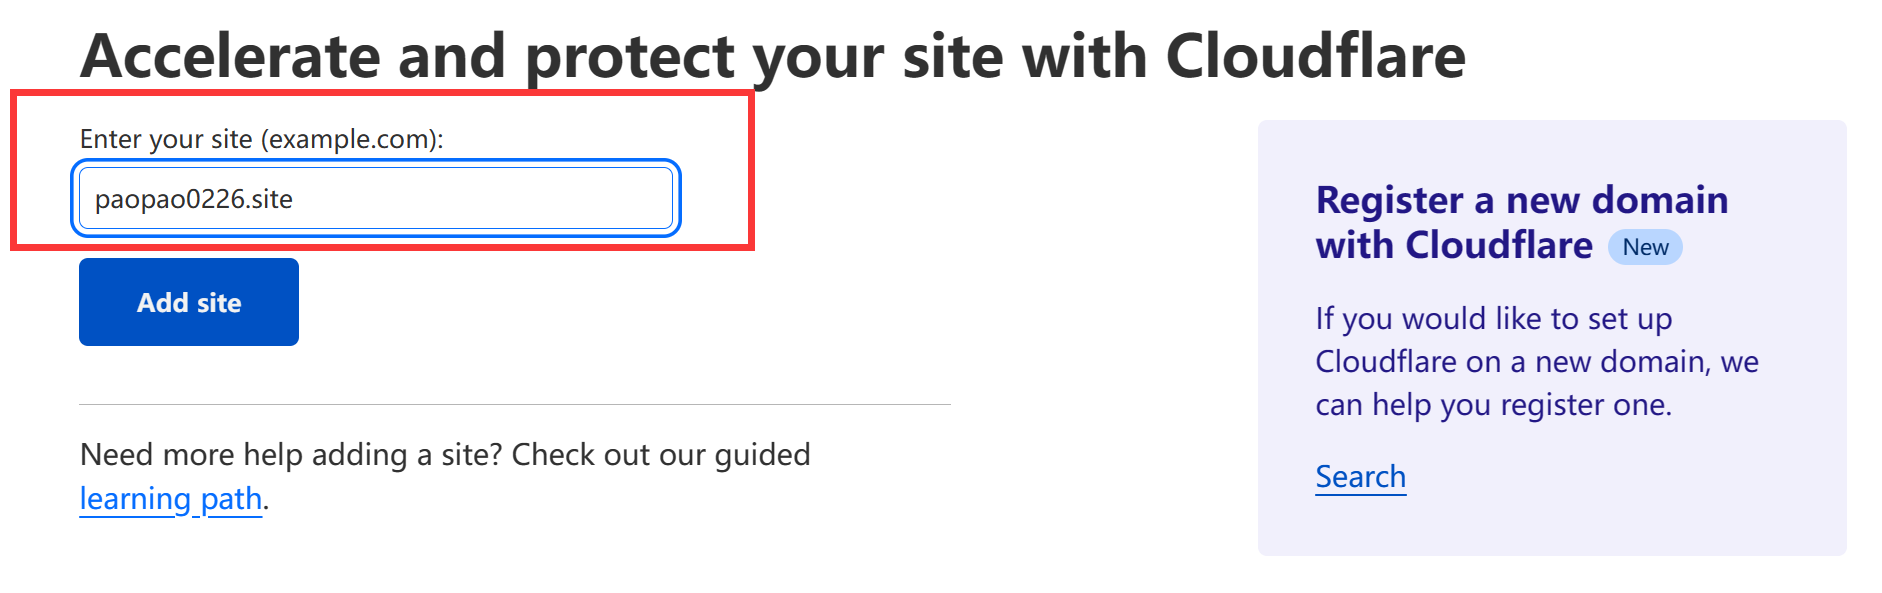 Accelerate and protect your site with Cloudflare
Enter your site (example.com):
paopao0226.site
Add site
Need more help adding a site? Check out our guided
learning path.
Register a new domain
with Cloudflare New
If you would like to set up
Cloudflare on a new domain, we
can help you register one.
Search